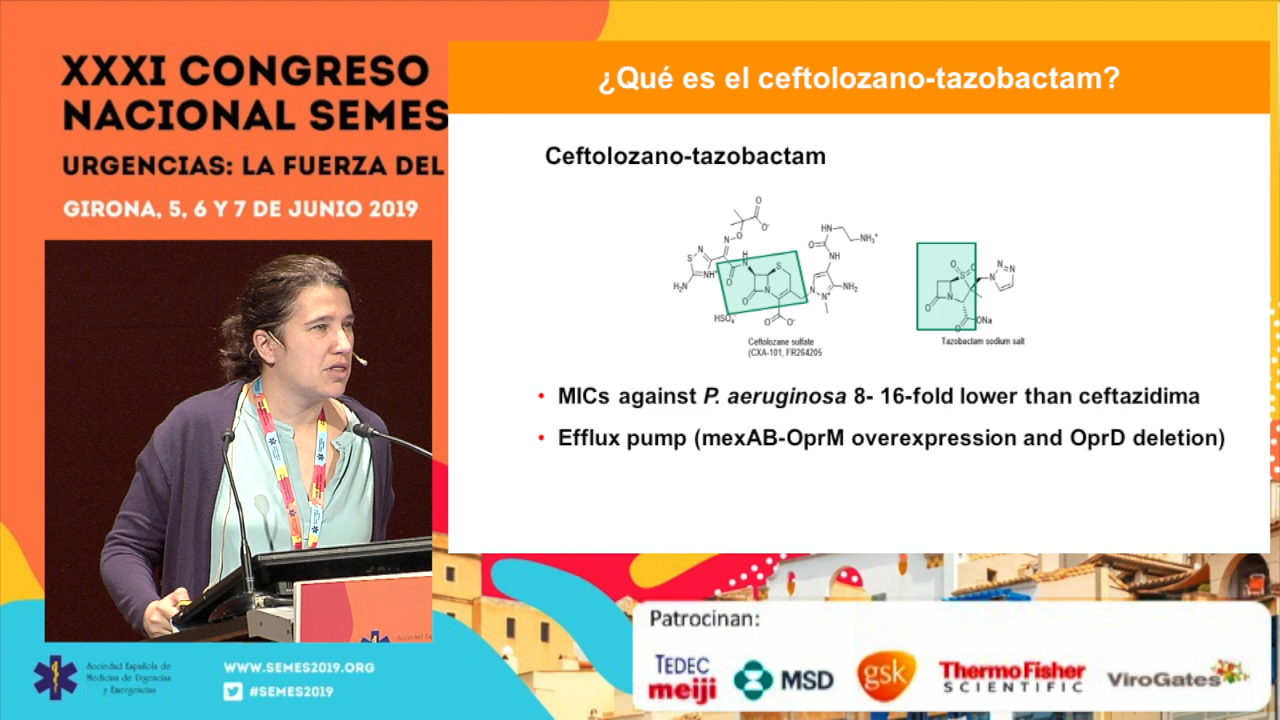 XXXI CONGRESO
NACIONAL SEMES
URGENCIAS: LA FUERZA DEL
GIRONA, 5, 6 Y 7 DE JUNIO 2019
¿Qué es el ceftolozano-tazobactam?
Ceftolozano-tazobactam
Ceftolozane sulfate
(CXA-101, FR264205
Tazobactam sodium salt
• MICs against P. aeruginosa 8- 16-fold lower than ceftazidima
• Efflux pump (mexAB-OprM overexpression and OprD deletion)
Patrocinan:
TEDEC
meiji
MSD
gsk
ThermoFisher
SCIENTIFIC
ViroGates
Sociedad Española de
Medicina de Urgencias
y Emergencias
WWW.SEMES2019.ORG
#SEMES2019